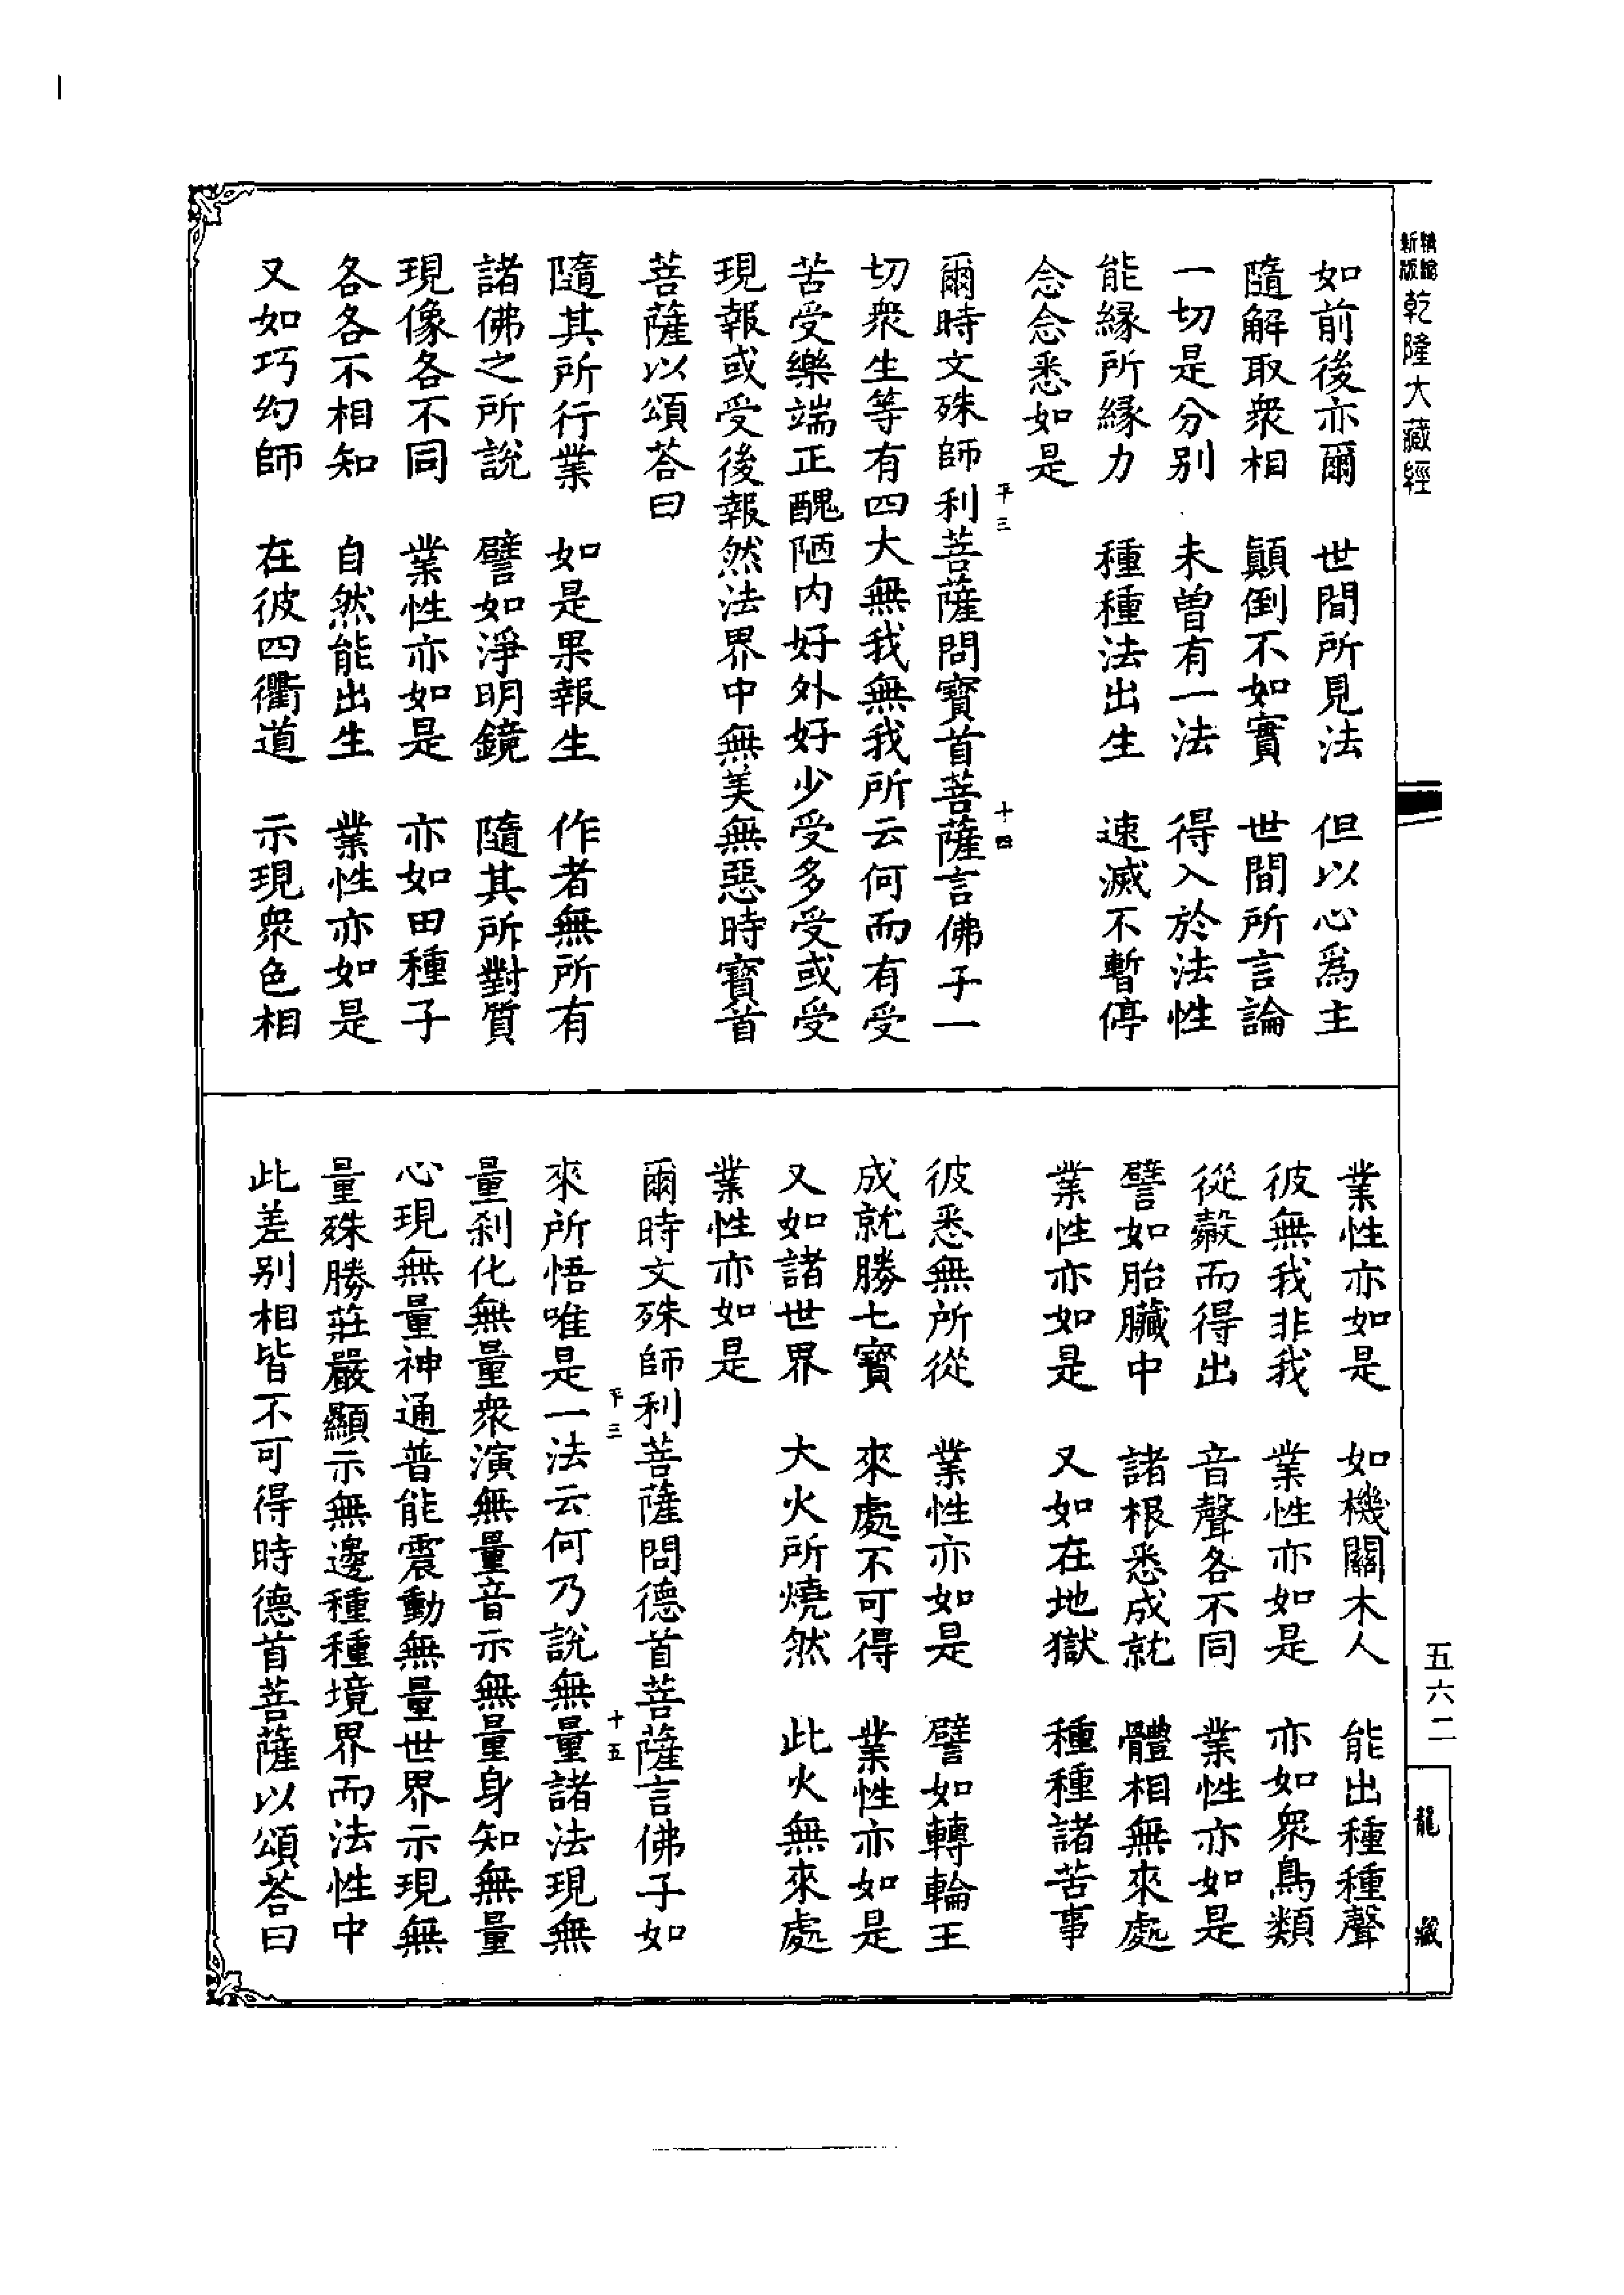 精縮新版乾隆大藏經
如前後亦爾　世間所見法　但以心爲主
隨解取衆相　顛倒不如實　世間所言論
一切是分别　未曽有一法　得入於法性
能緣所緣力　種種法出生　速滅不暫停
念念悉如是
平三　十四
爾時文殊師利菩薩問寶首菩薩言佛子一
切衆生等有四大無我無我所云何而有受
苦受樂端正醜陋内好外好少受多受或受
現報或受後報然法界中無美無惡時寶首
菩薩以頌荅曰
隨其所行業　如是果報生　作者無所有
諸佛之所説　譬如淨明鏡　隨其所對質
現像各不同　業性亦如是　亦如田種子
各各不相知　自然能出生　業性亦如是
又如巧幻師　在彼四衢道　示現衆色相
業性亦如是　如機關木人　能出種種聲
彼無我非我　業性亦如是　亦如衆鳥類
從㲉而得出　音聲各不同　業性亦如是
譬如胎臟中　諸根悉成就　體相無來處
業性亦如是　又如在地獄　種種諸苦事
彼悉無所從　業性亦如是　譬如轉輪王
成就勝七寶　來處不可得　業性亦如是
又如諸世界　大火所燒然　此火無來處
業性亦如是
爾時文殊師利菩薩問德首菩薩言佛子如
平三　十五
來所悟唯是一法云何乃説無量諸法現無
量刹化無量衆演無量音示無量身知無量
心現無量神通普能震動無量世界示現無
量殊勝莊嚴顯示無邊種種境界而法性中
此差别相皆不可得時德首菩薩以頌荅曰
五六二
龍藏